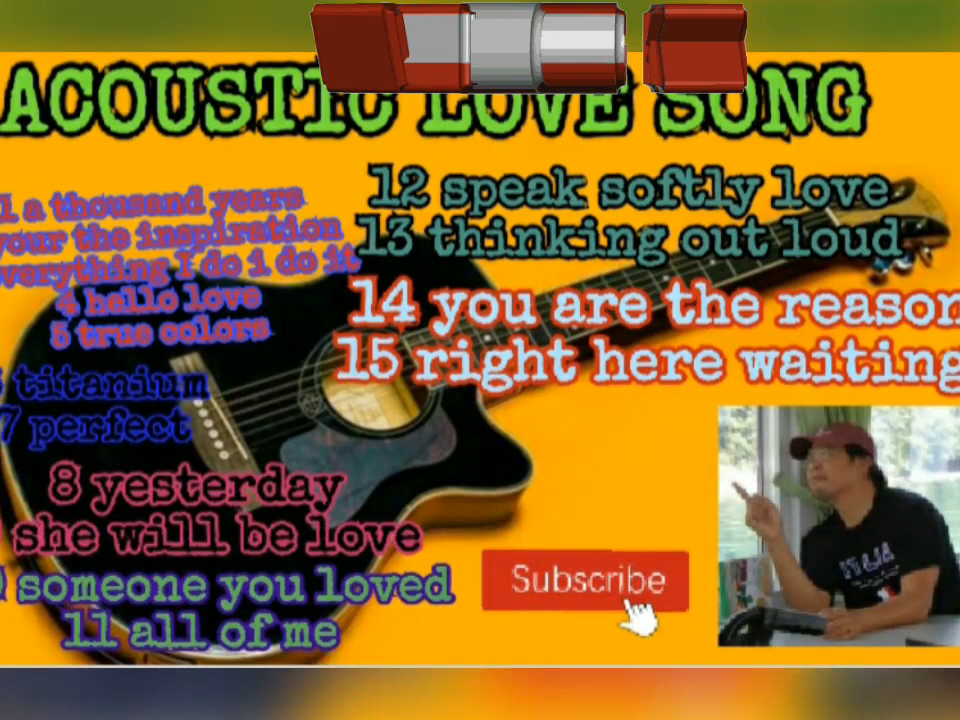 ACOUSTIC LOVE SONG
1 a thousand years
your the inspiration
everything I do i do it
4 hello love
5 true colors
titanium
7 perfect
8 yesterday
she will be love
someone you loved
11 all of me
12 speak softly love
13 thinking out loud
14 you are the reason
15 right here waiting
Subscribe